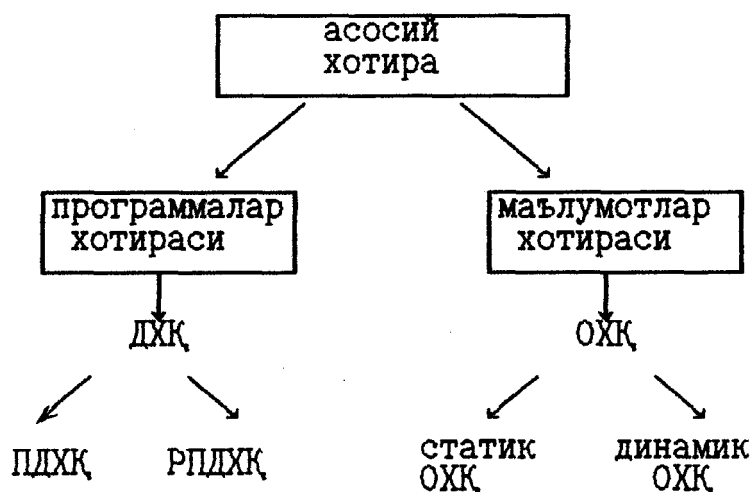 асосий
хотира
программалар
хотираси
маълумотлар
хотираси
ДХҚ
ОХҚ
ПДХҚ
РПДХҚ
статик
ОХҚ
динамик
ОХҚ